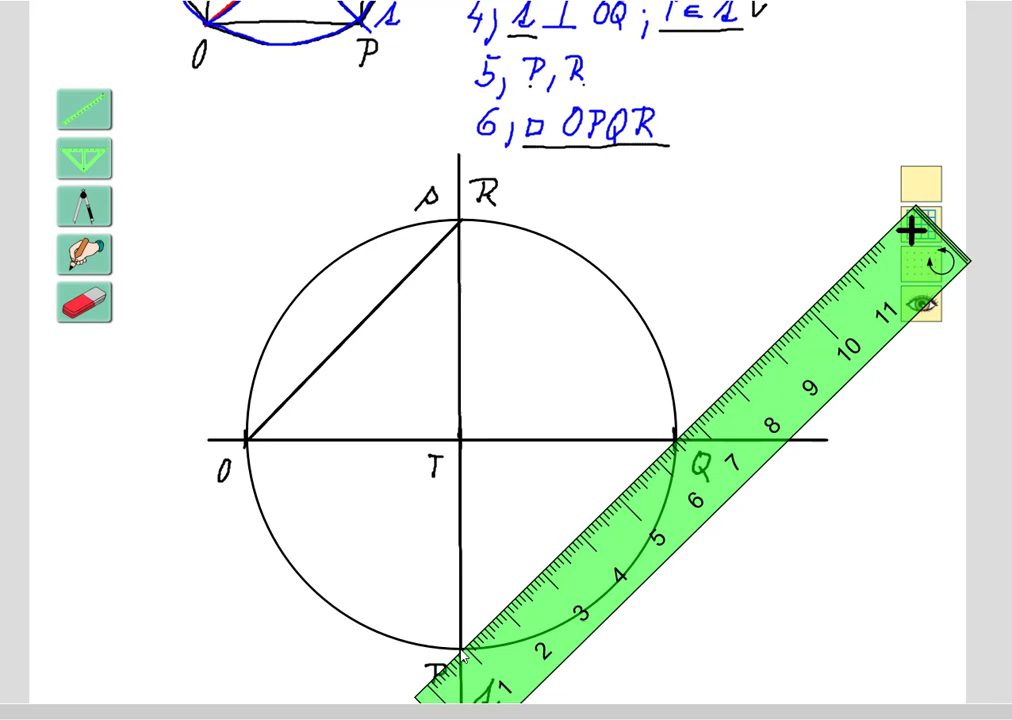 O P s 4, s ⊥ OQ ; T ∈ s
5, P, R
6, □ OPQR
s R
11
10
9
8
O T Q 7
6
5
4
3
2
P s 1